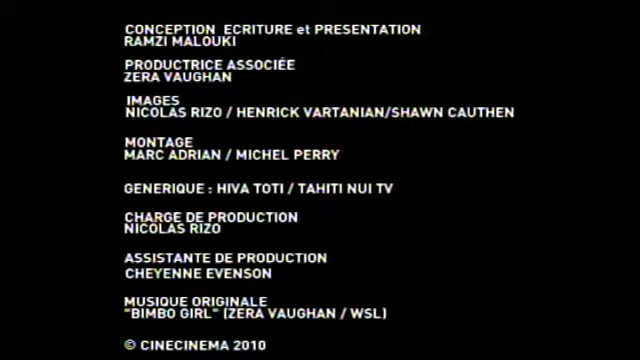 CONCEPTION ECRITURE et PRESENTATION
RAMZI MALOUKI
PRODUCTRICE ASSOCIÉE
ZERA VAUGHAN
IMAGES
NICOLAS RIZO / HENRICK VARTANIAN/SHAWN CAUTHEN
MONTAGE
MARC ADRIAN / MICHEL PERRY
GENERIQUE : HIVA TOTI / TAHITI NUI TV
CHARGE DE PRODUCTION
NICOLAS RIZO
ASSISTANTE DE PRODUCTION
CHEYENNE EVENSON
MUSIQUE ORIGINALE
"BIMBO GIRL" (ZERA VAUGHAN / WSL)
© CINECINEMA 2010